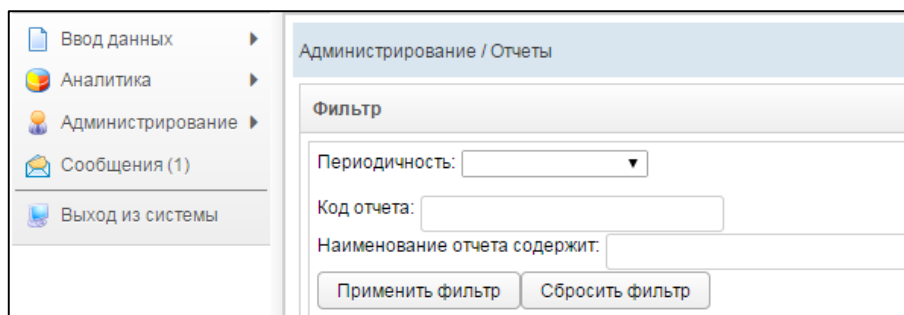 Ввод данных
Аналитика
Администрирование
Сообщения (1)
Выход из системы
Администрирование / Отчеты
Фильтр
Периодичность:
Код отчета:
Наименование отчета содержит:
Применить фильтр Сбросить фильтр